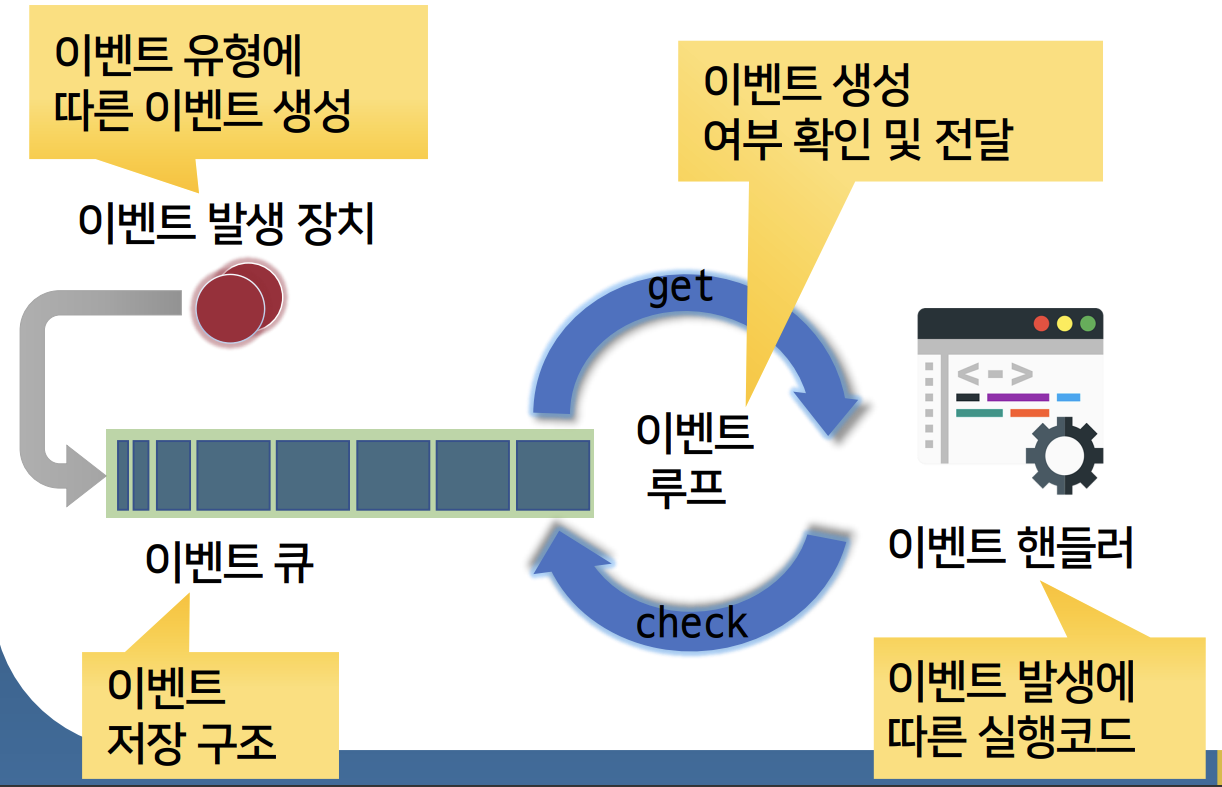 이벤트 유형에
따른 이벤트 생성
이벤트 생성
여부 확인 및 전달
이벤트 발생 장치
get
<->
이벤트
루프
이벤트 큐
이벤트 핸들러
check
이벤트
저장 구조
이벤트 발생에
따른 실행코드